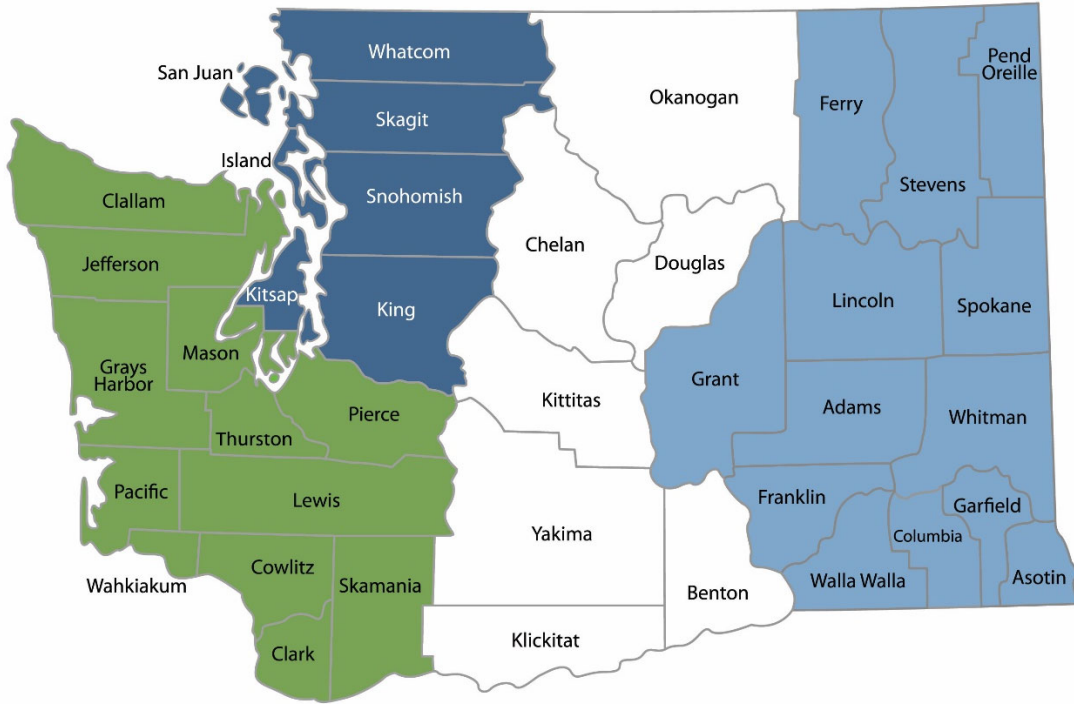 Whatcom
San Juan
Pend
Oreille
Okanogan
Ferry
Skagit
Island
Stevens
Snohomish
Clallam
Chelan
Jefferson
Douglas
Kitsap
Lincoln
Spokane
King
Mason
Grays
Harbor
Grant
Kittitas
Adams
Pierce
Whitman
Thurston
Pacific
Lewis
Franklin
Garfield
Yakima
Columbia
Cowlitz
Skamania
Wahkiakum
Walla Walla
Asotin
Benton
Klickitat
Clark